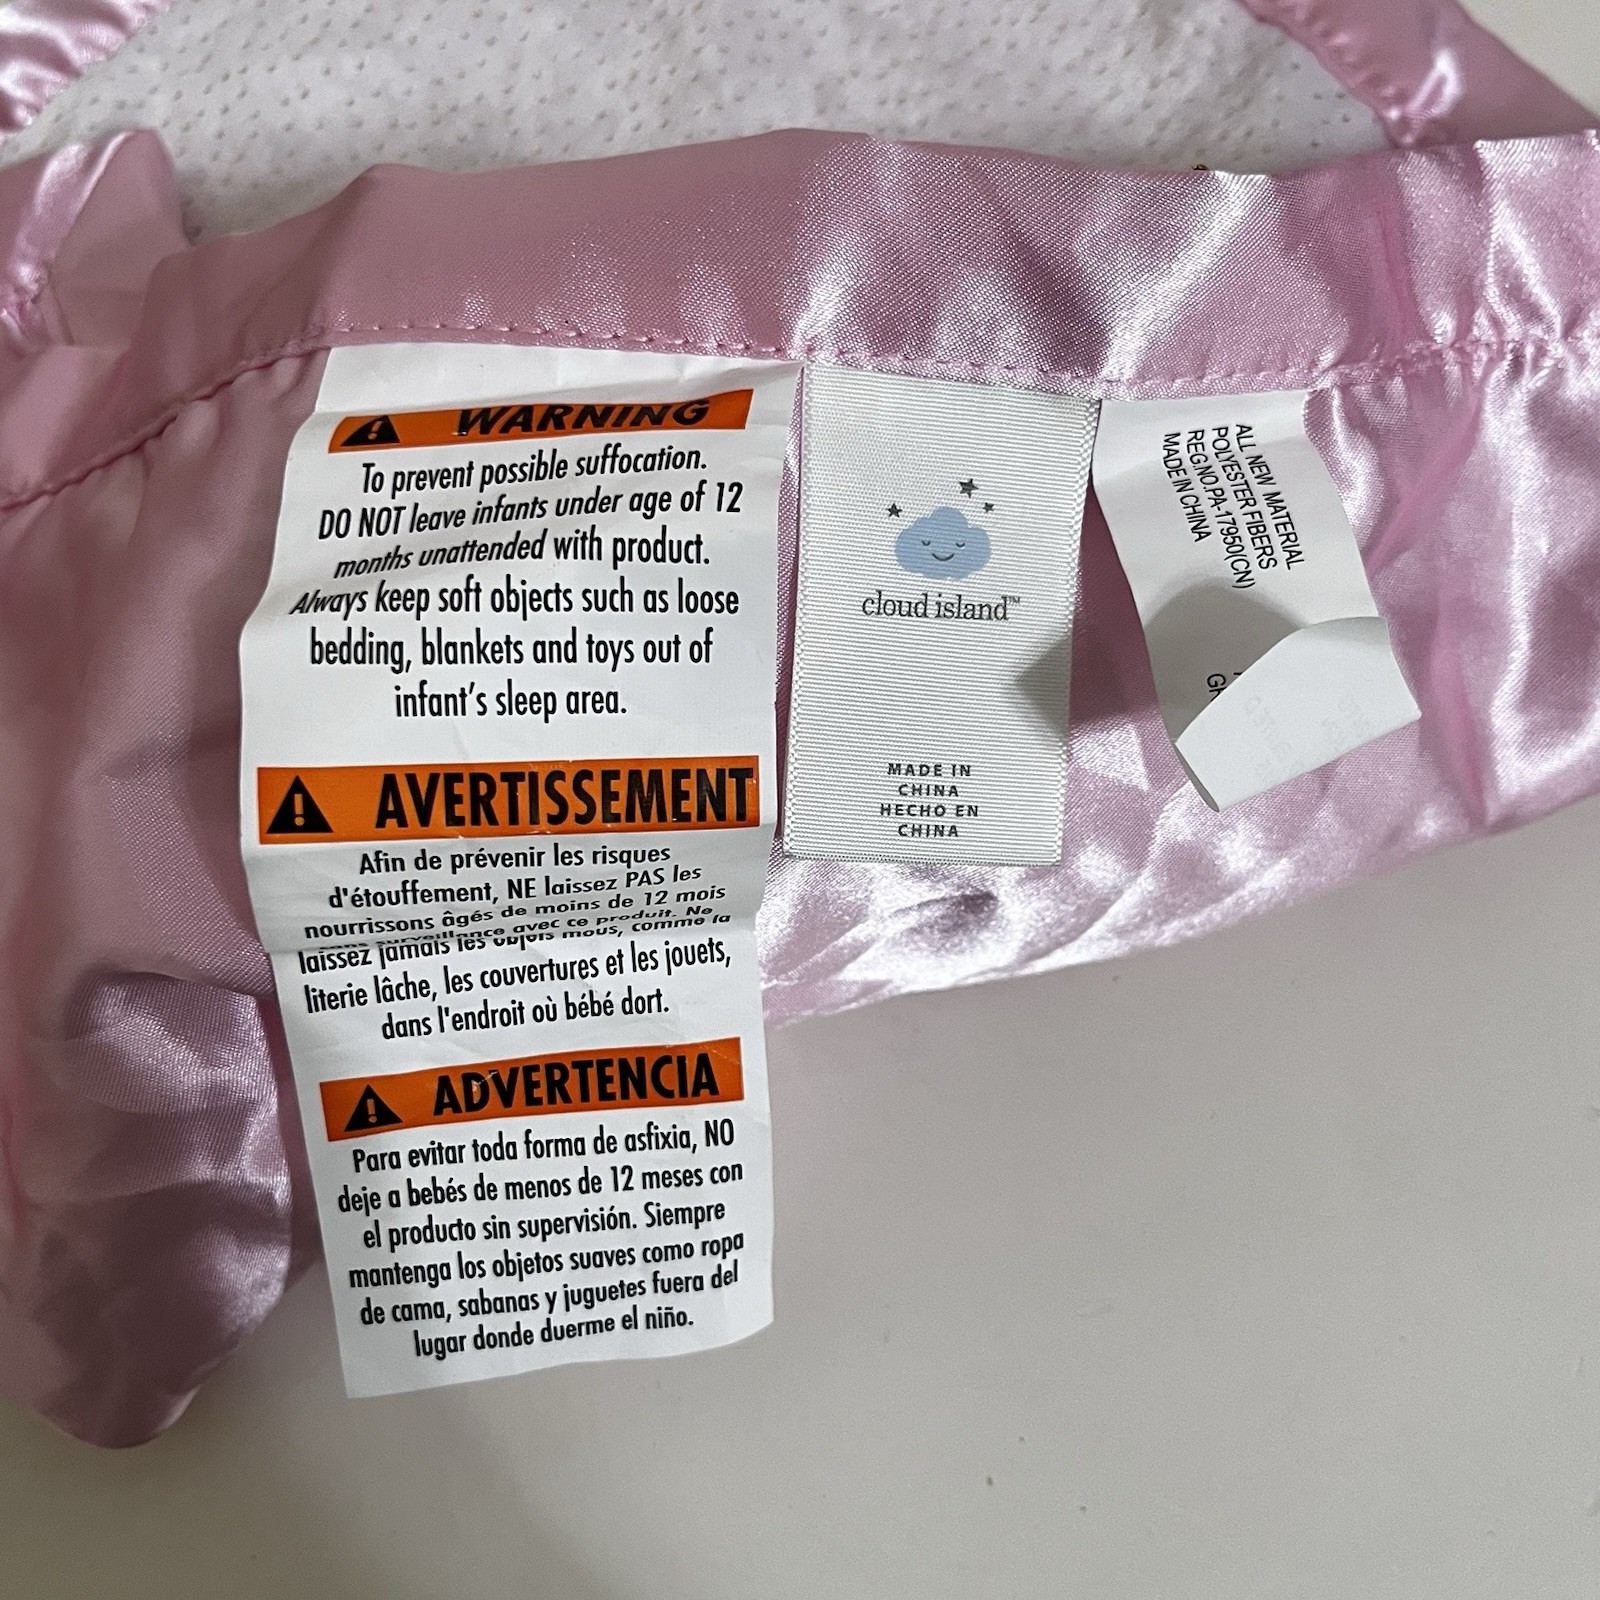 WARNING
To prevent possible suffocation.
DO NOT leave infants under age of 12
months unattended with product.
Always keep soft objects such as loose
bedding, blankets and toys out of
infant's sleep area.
AVERTISSEMENT
Afin de prévenir les risques
d'étouffement, NE laissez PAS les
nourrissons âgés de moins de 12 mois
sans surveillance avec ce produit. Ne
laissez jamais les objets mous, comme la
literie lâche, les couvertures et les jouets,
dans l'endroit où bébé dort.
ADVERTENCIA
Para evitar toda forma de asfixia, NO
deje a bebés de menos de 12 meses con
el producto sin supervisión. Siempre
mantenga los objetos suaves como ropa
de cama, sabanas y juguetes fuera del
lugar donde duerme el niño.
cloud island™
MADE IN
CHINA
HECHO EN
CHINA
ALL NEW MATERIAL
POLYESTER FIBERS
REG.NO.PA-17950(CN)
MADE IN CHINA